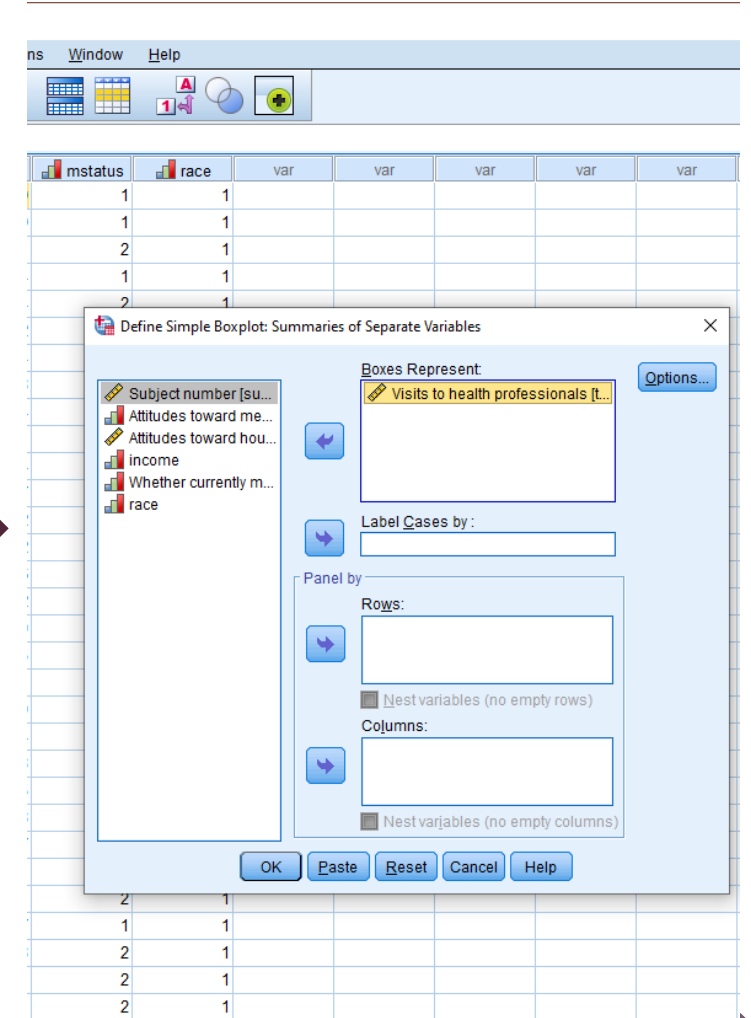 ns Window Help
A
1
mstatus race var var var var var
1 1
1 1
2 1
1 1
2 1
Define Simple Boxplot: Summaries of Separate Variables
Boxes Represent:
Options...
Subject number [su...
Visits to health professionals [t...
Attitudes toward me...
Attitudes toward hou...
income
Whether currently m...
race
Label Cases by :
Panel by
Rows:
Nest variables (no empty rows)
Columns:
Nest variables (no empty columns)
OK Paste Reset Cancel Help
2 1
1 1
2 1
2 1
2 1